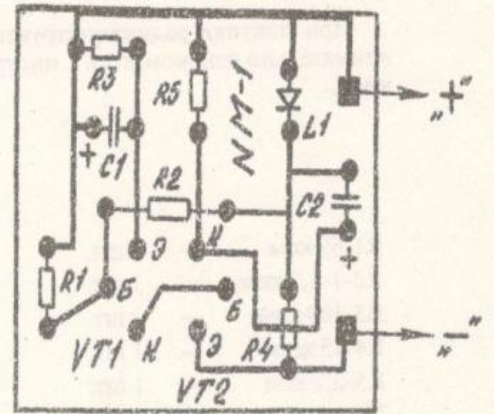 R3
R5
NM-1
L1
„+"
+
C1
R2
C2
+
R1
Э
К
Б
Б
R4
„-"
VT1
К
Э
VT2